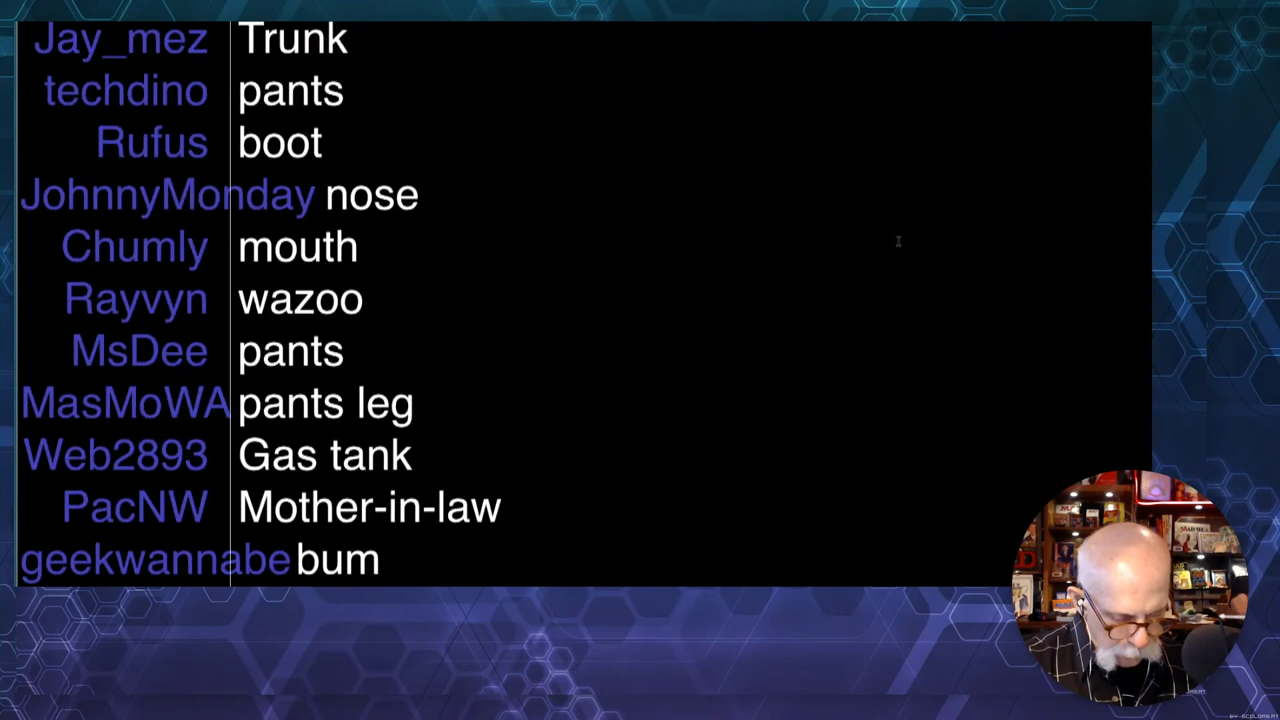 Jay_mez Trunk
techdino pants
Rufus boot
JohnnyMonday nose
Chumly mouth
Rayvyn wazoo
MsDee pants
MasMoWA pants leg
Web2893 Gas tank
PacNW Mother-in-law
geekwannabe bum